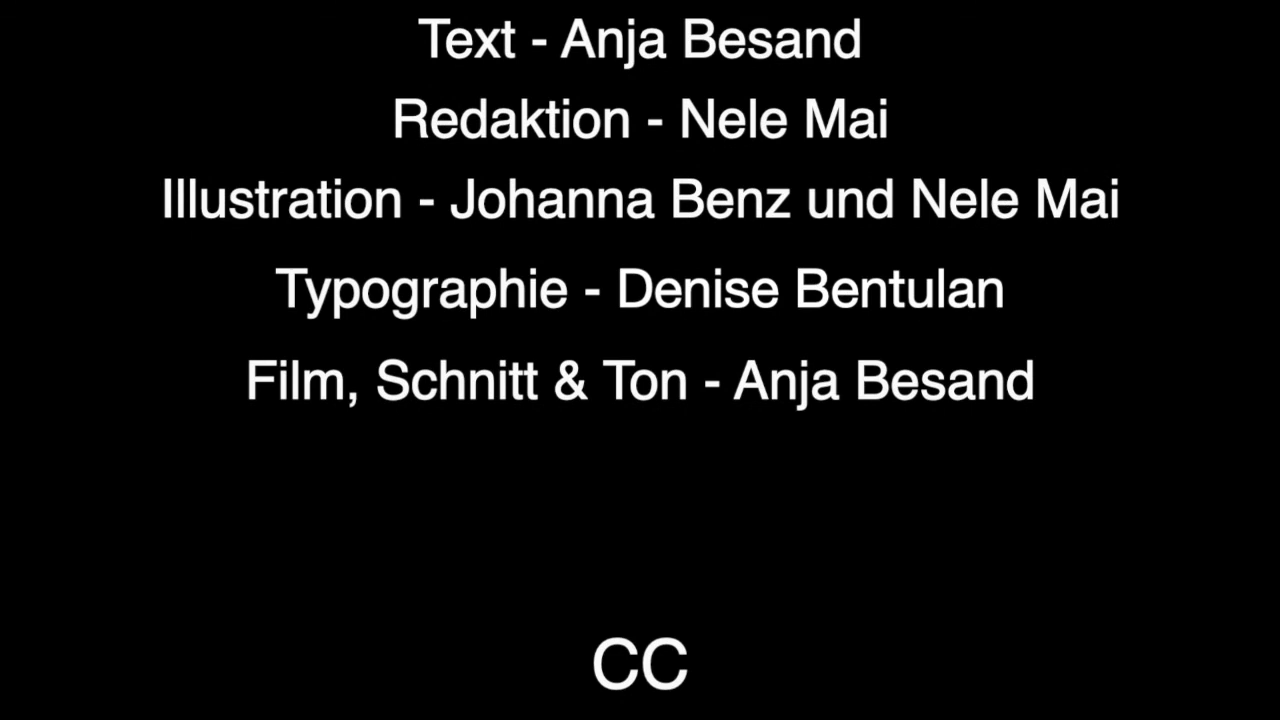 Text - Anja Besand
Redaktion - Nele Mai
Illustration - Johanna Benz und Nele Mai
Typographie - Denise Bentulan
Film, Schnitt & Ton - Anja Besand
CC